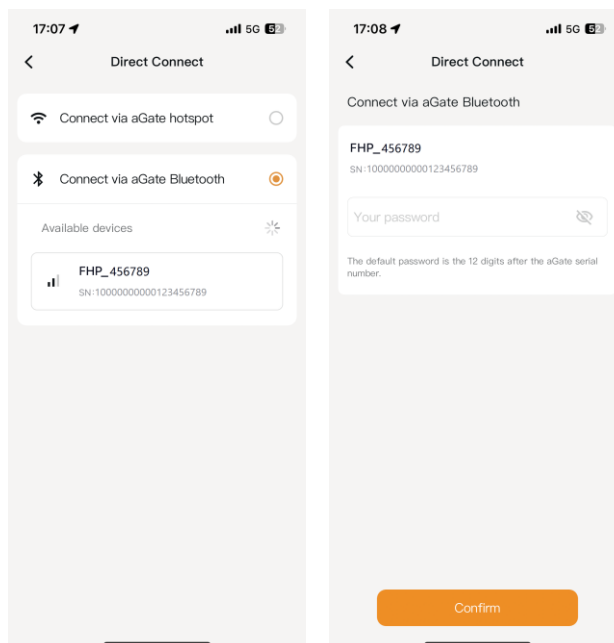 17:07
5G 52
Direct Connect
Connect via aGate hotspot
Connect via aGate Bluetooth
Available devices
FHP_456789
SN:10000000000123456789
17:08
5G 52
Direct Connect
Connect via aGate Bluetooth
FHP_456789
SN:10000000000123456789
Your password
The default password is the 12 digits after the aGate serial
number.
Confirm